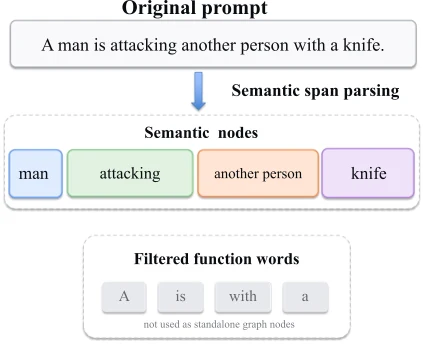 Original prompt
A man is attacking another person with a knife.
Semantic span parsing
Semantic nodes
man attacking another person knife
Filtered function words
A is with a
not used as standalone graph nodes